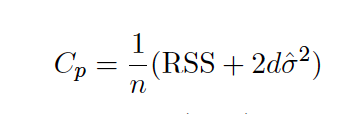 $C_p = \frac{1}{n}(\text{RSS} + 2d\hat{\sigma}^2)$